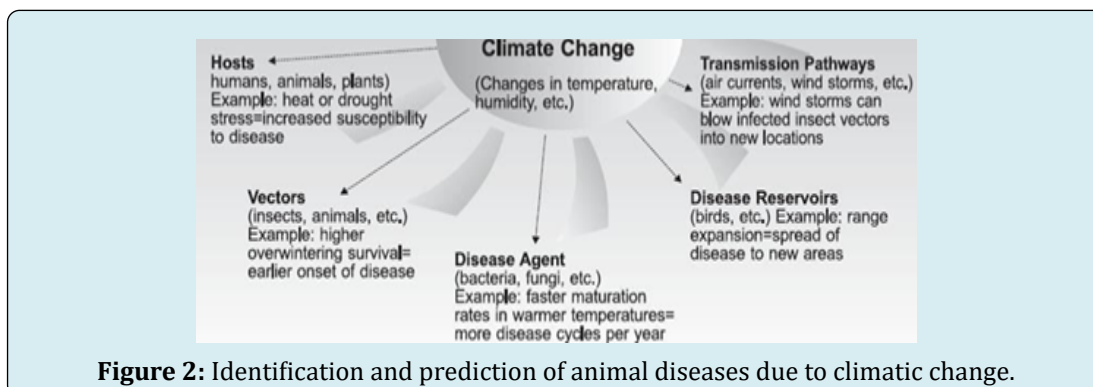 Climate Change
(Changes in temperature,
humidity, etc.)
Hosts
humans, animals, plants)
Example: heat or drought
stress=increased susceptibility
to disease
Transmission Pathways
(air currents, wind storms, etc.)
Example: wind storms can
blow infected insect vectors
into new locations
Vectors
(insects, animals, etc.)
Example: higher
overwintering survival=
earlier onset of disease
Disease Agent
(bacteria, fungi, etc.)
Example: faster maturation
rates in warmer temperatures=
more disease cycles per year
Disease Reservoirs
(birds, etc.) Example: range
expansion=spread of
disease to new areas
Figure 2: Identification and prediction of animal diseases due to climatic change.